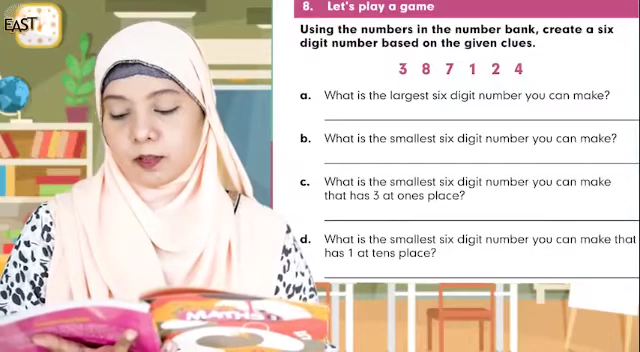 EAST
8. Let's play a game
Using the numbers in the number bank, create a six
digit number based on the given clues.
3 8 7 1 2 4
a. What is the largest six digit number you can make?
b. What is the smallest six digit number you can make?
c. What is the smallest six digit number you can make
that has 3 at ones place?
d. What is the smallest six digit number you can make that
has 1 at tens place?
MATHS